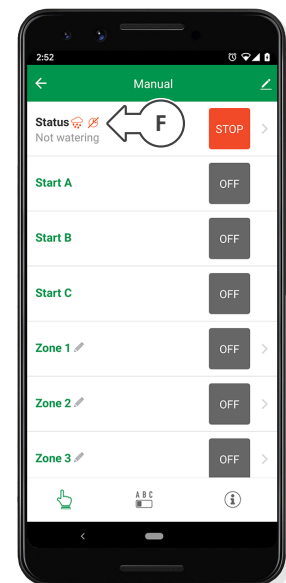 2:52
Manual
Status
Not watering
F
STOP
Start A
OFF
Start B
OFF
Start C
OFF
Zone 1
OFF
Zone 2
OFF
Zone 3
OFF
A B C
i